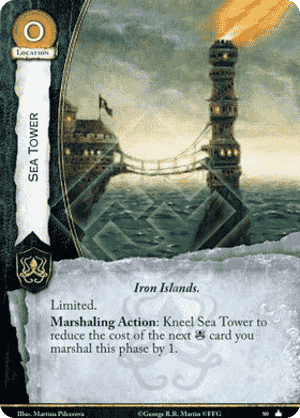 0
LOCATION
SEA TOWER
Iron Islands.
Limited.
Marshaling Action: Kneel Sea Tower to
reduce the cost of the next card you
marshal this phase by 1.
Illus. Martina Pilcerova
©George R.R. Martin ©FFG
80